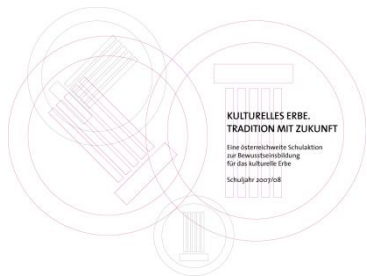 KULTURELLES ERBE.
TRADITION MIT ZUKUNFT
Eine österreichweite Schulaktion
zur Bewusstseinsbildung
für das kulturelle Erbe
Schuljahr 2007/08